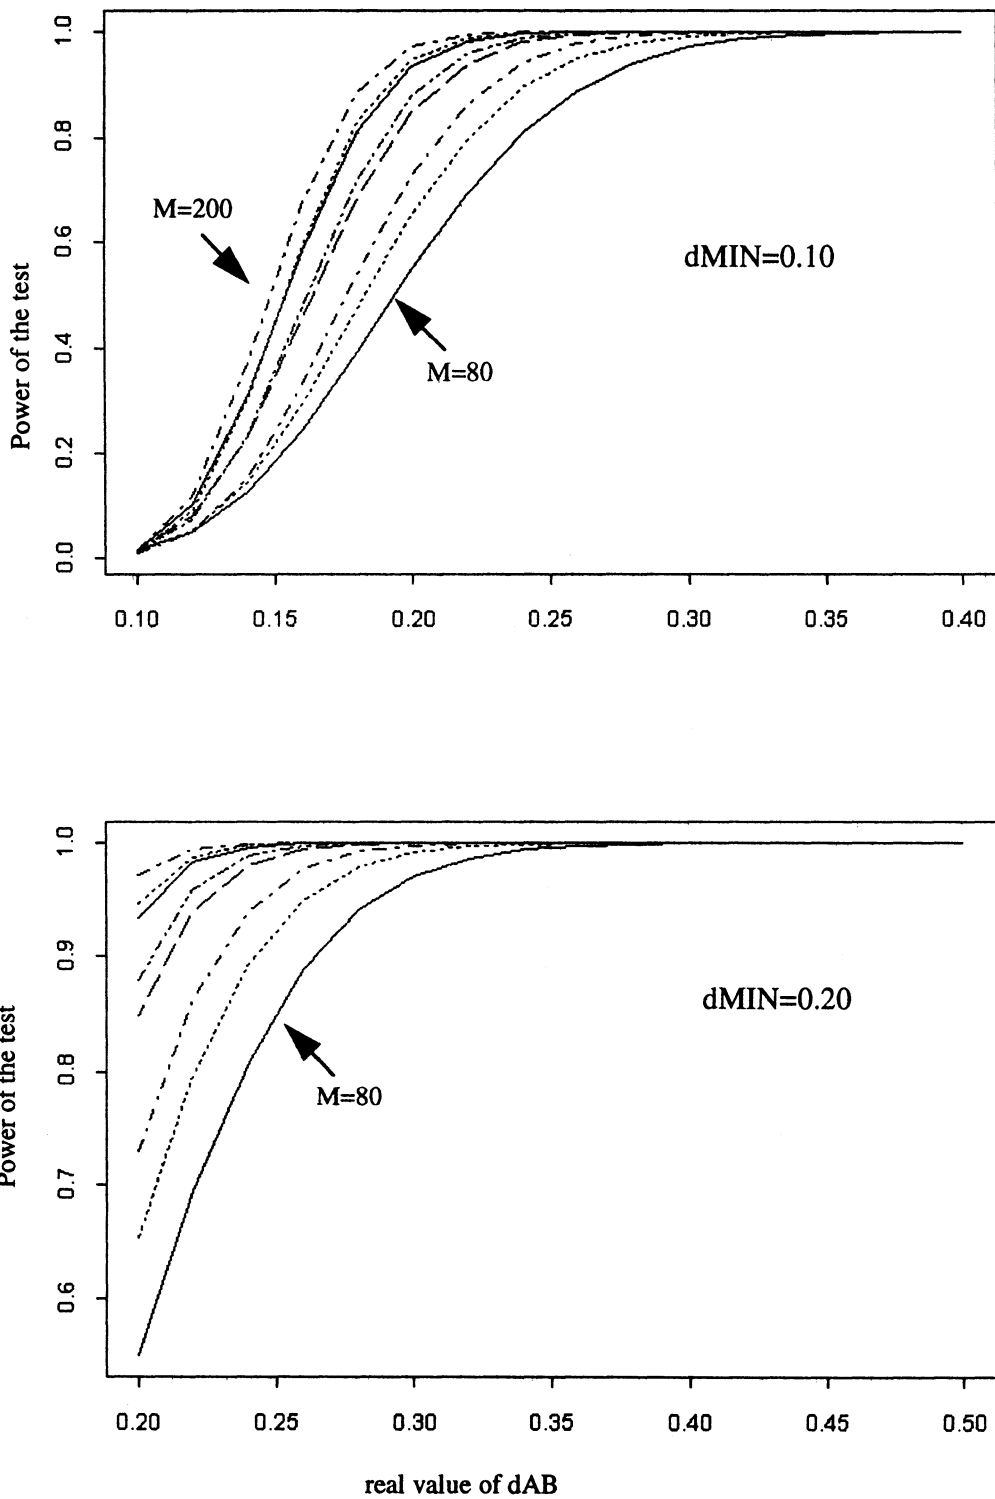 1.0
0.8
0.6
0.4
0.2
0.0
Power of the test
M=200
M=80
dMIN=0.10
0.10 0.15 0.20 0.25 0.30 0.35 0.40
1.0
0.9
0.8
0.7
0.6
Power of the test
dMIN=0.20
M=80
0.20 0.25 0.30 0.35 0.40 0.45 0.50
real value of dAB